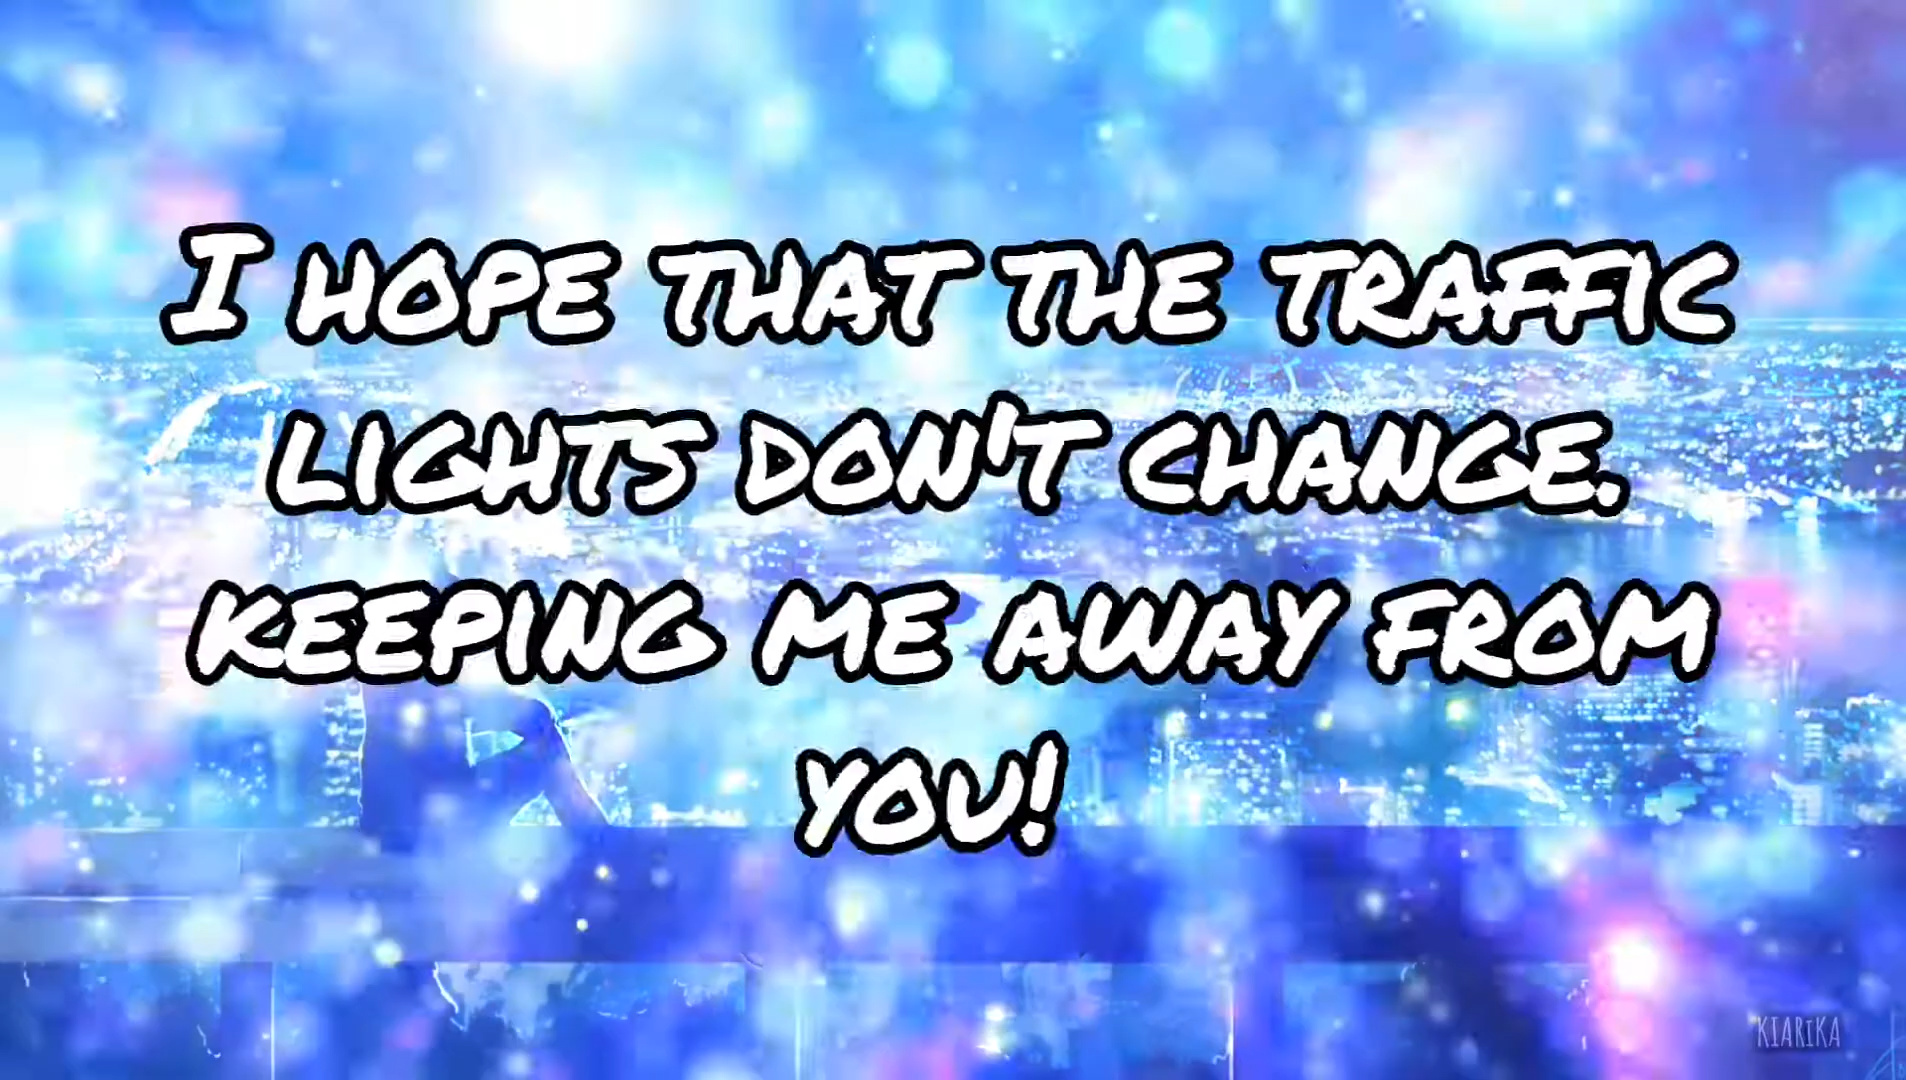 I HOPE THAT THE TRAFFIC
LIGHTS DON'T CHANGE.
KEEPING ME AWAY FROM
YOU!
KIARIKA